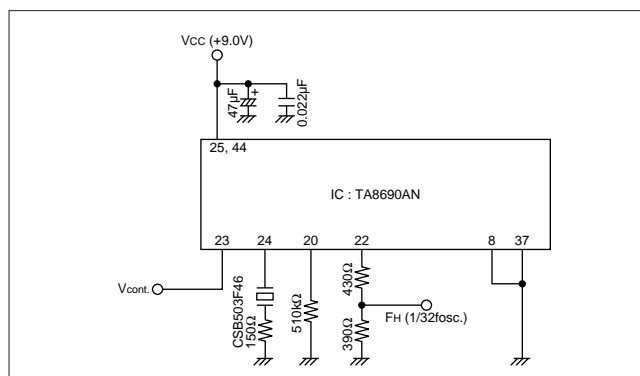 VCC (+9.0V)
47µF
+
0.022µF
25, 44
IC : TA8690AN
23
24
20
22
8
37
Vcont.
CSB503F46
150Ω
510kΩ
430Ω
390Ω
FH (1/32fosc.)